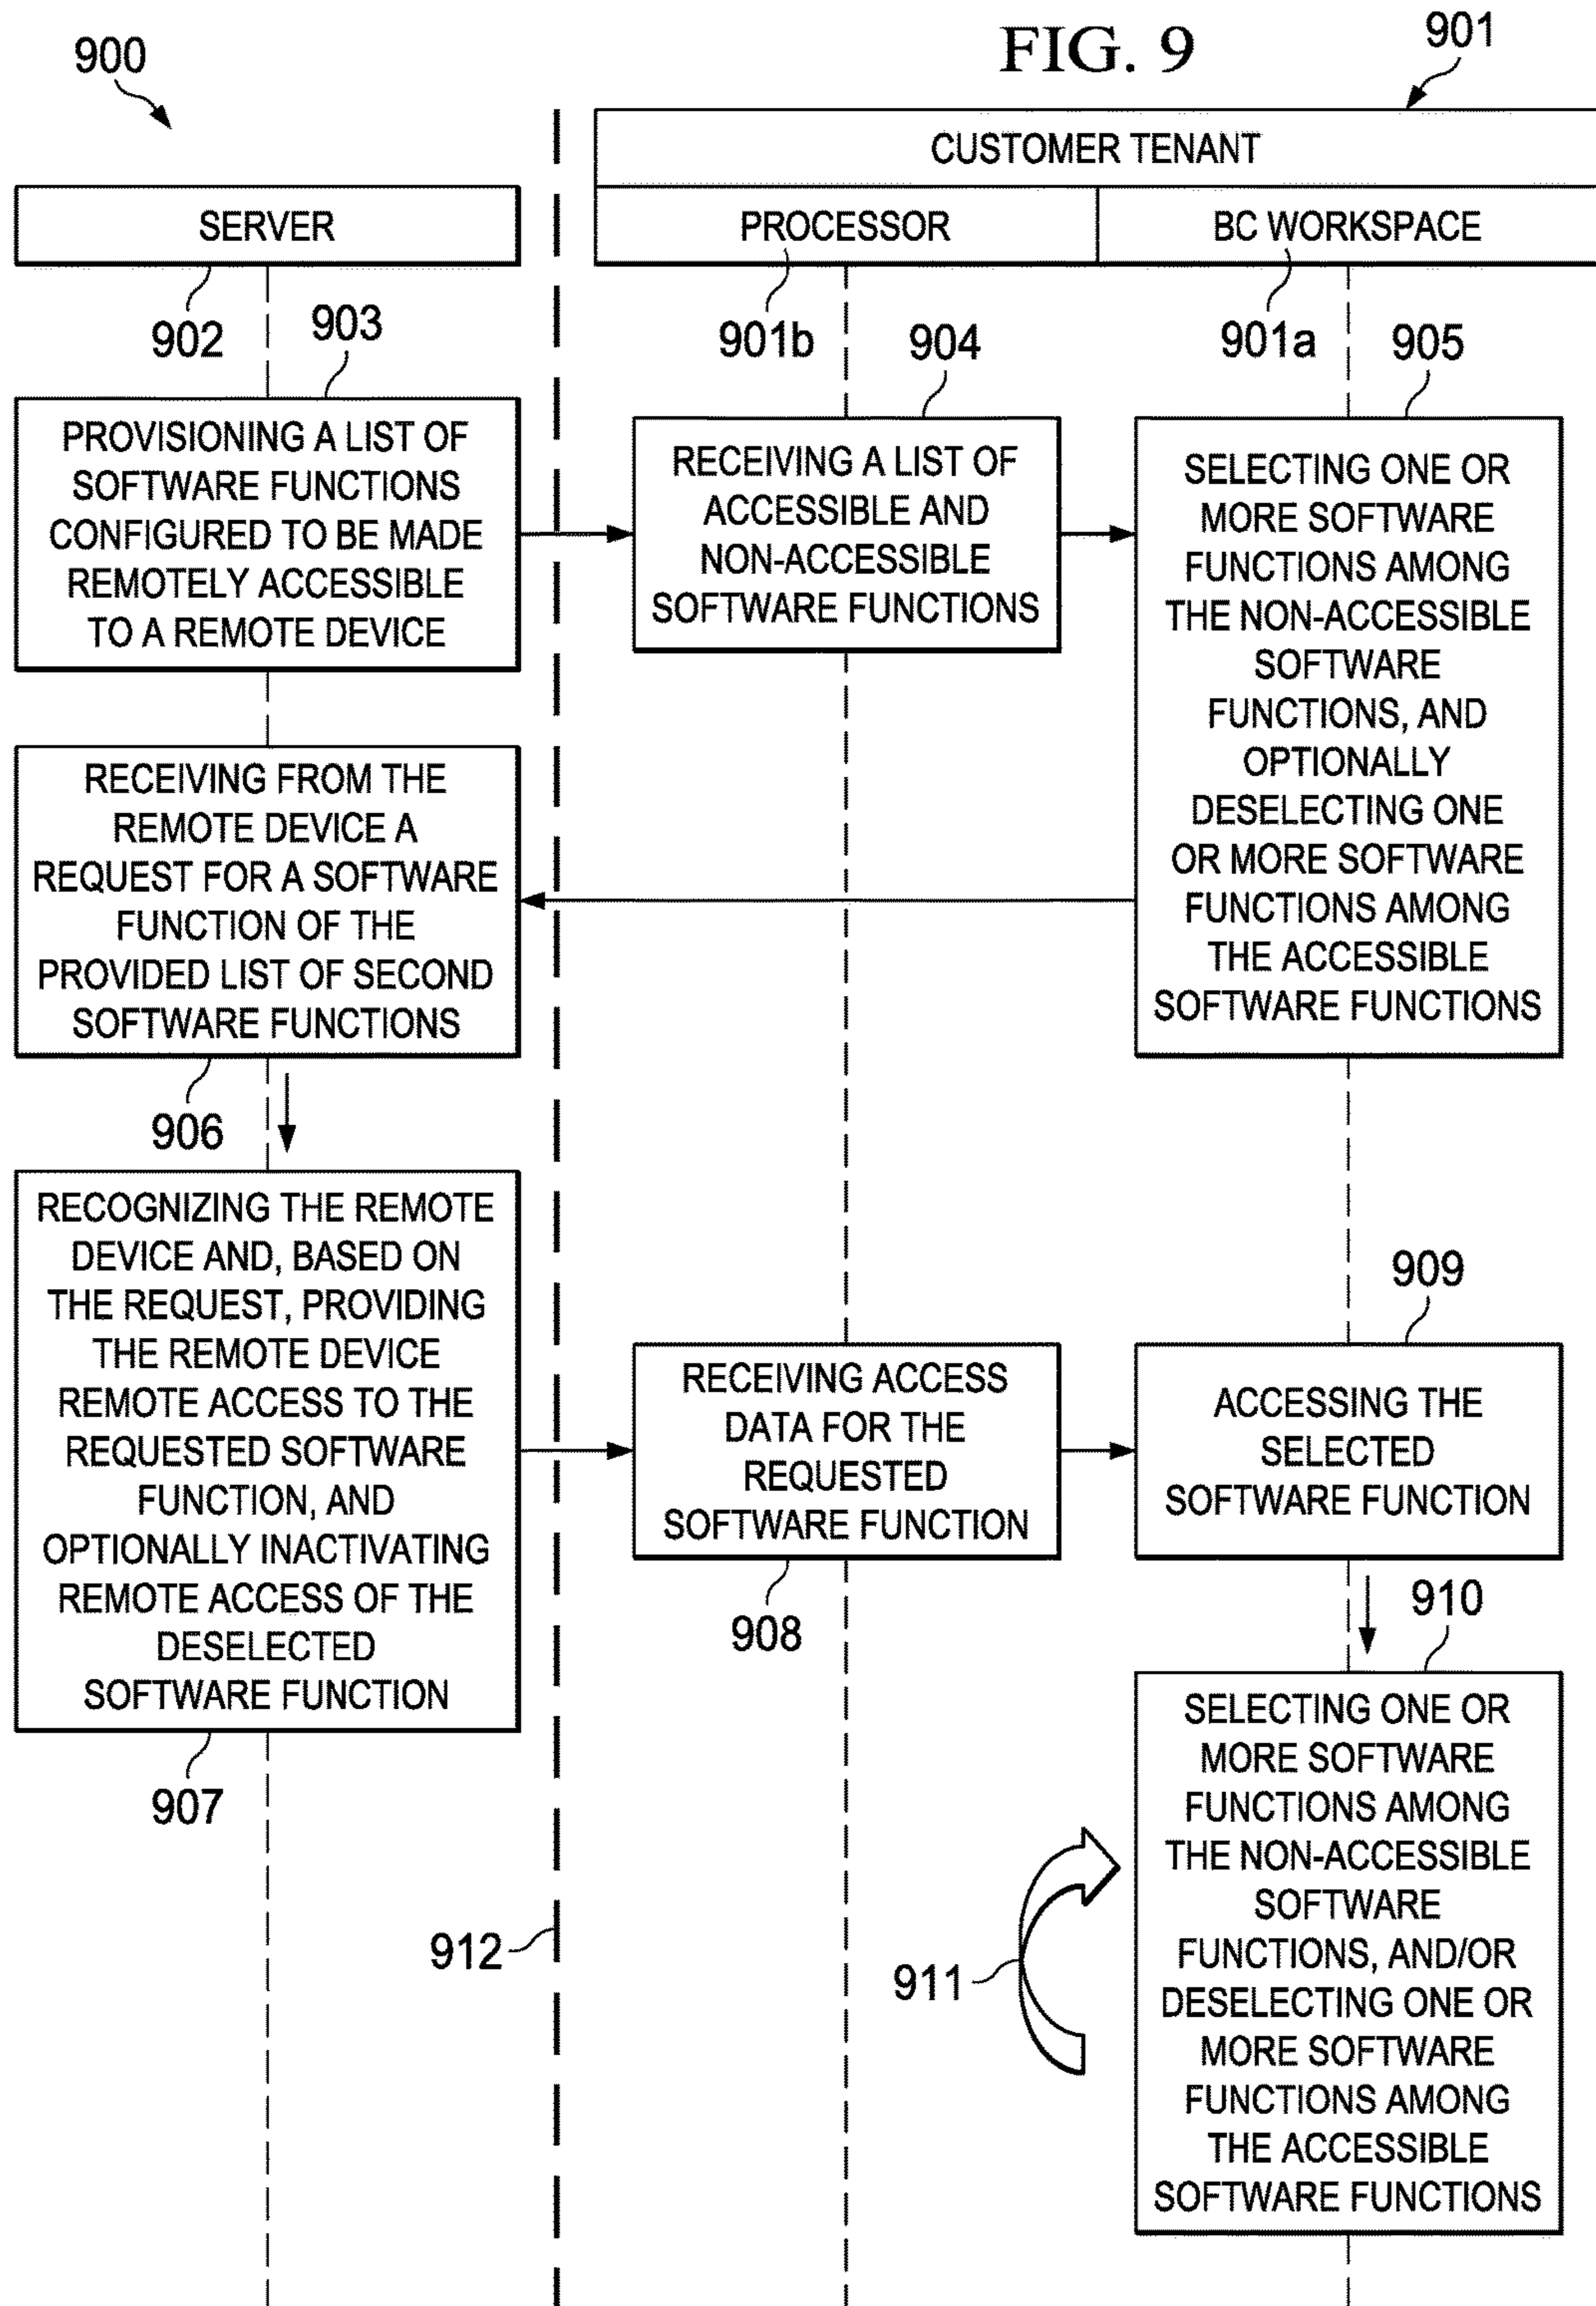 FIG. 9
900
901
CUSTOMER TENANT
SERVER
PROCESSOR
BC WORKSPACE
902
903
901b
904
901a
905
PROVISIONING A LIST OF
SOFTWARE FUNCTIONS
CONFIGURED TO BE MADE
REMOTELY ACCESSIBLE
TO A REMOTE DEVICE
RECEIVING A LIST OF
ACCESSIBLE AND
NON-ACCESSIBLE
SOFTWARE FUNCTIONS
SELECTING ONE OR
MORE SOFTWARE
FUNCTIONS AMONG
THE NON-ACCESSIBLE
SOFTWARE
FUNCTIONS, AND
OPTIONALLY
DESELECTING ONE
OR MORE SOFTWARE
FUNCTIONS AMONG
THE ACCESSIBLE
SOFTWARE FUNCTIONS
RECEIVING FROM THE
REMOTE DEVICE A
REQUEST FOR A SOFTWARE
FUNCTION OF THE
PROVIDED LIST OF SECOND
SOFTWARE FUNCTIONS
906
RECOGNIZING THE REMOTE
DEVICE AND, BASED ON
THE REQUEST, PROVIDING
THE REMOTE DEVICE
REMOTE ACCESS TO THE
REQUESTED SOFTWARE
FUNCTION, AND
OPTIONALLY INACTIVATING
REMOTE ACCESS OF THE
DESELECTED
SOFTWARE FUNCTION
907
RECEIVING ACCESS
DATA FOR THE
REQUESTED
SOFTWARE FUNCTION
908
909
ACCESSING THE
SELECTED
SOFTWARE FUNCTION
910
SELECTING ONE OR
MORE SOFTWARE
FUNCTIONS AMONG
THE NON-ACCESSIBLE
SOFTWARE
FUNCTIONS, AND/OR
DESELECTING ONE OR
MORE SOFTWARE
FUNCTIONS AMONG
THE ACCESSIBLE
SOFTWARE FUNCTIONS
911
912